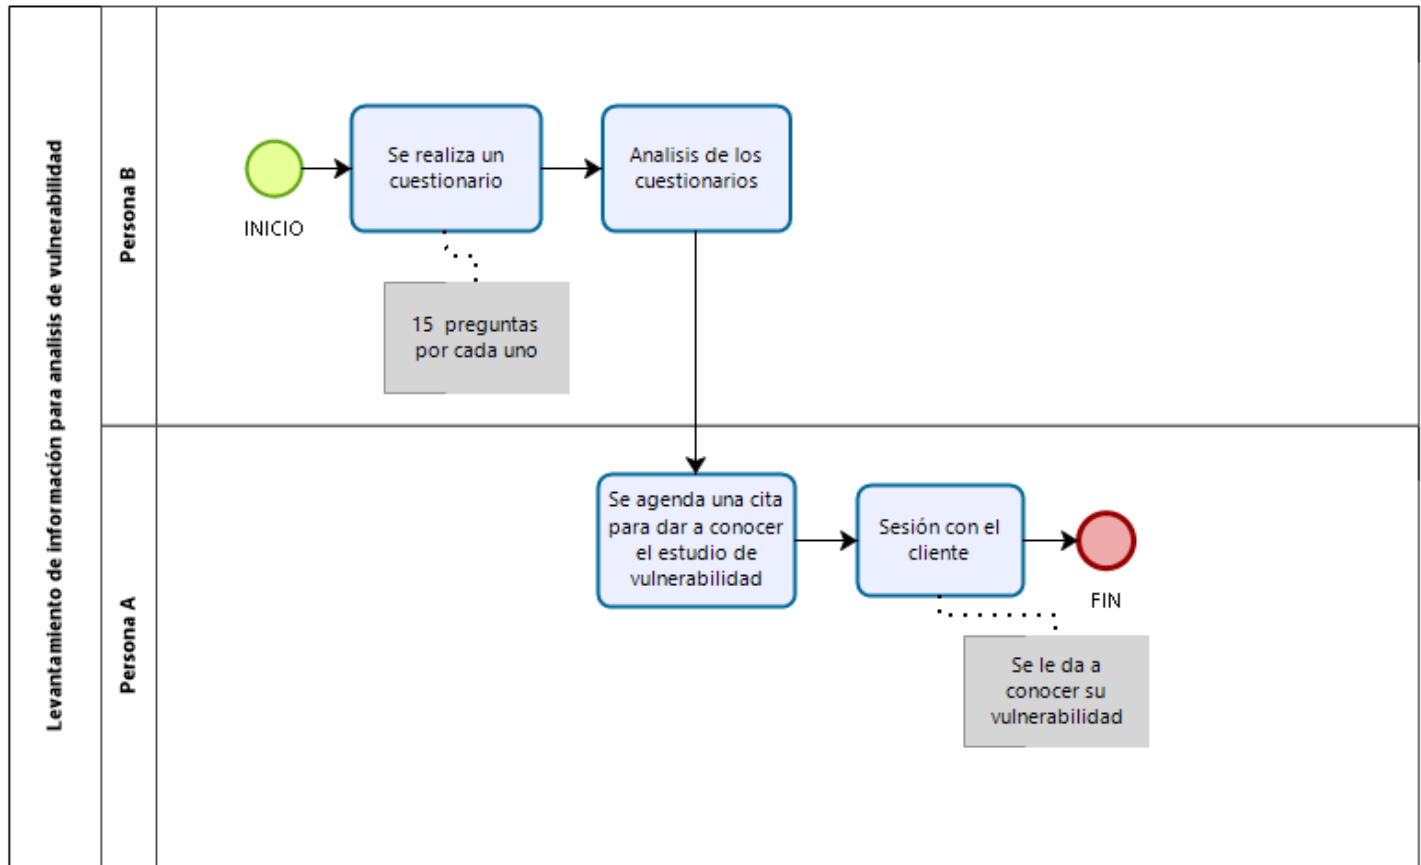 Levantamiento de información para analisis de vulnerabilidad
Persona B
INICIO
Se realiza un
cuestionario
Analisis de los
cuestionarios
15 preguntas
por cada uno
Persona A
Se agenda una cita
para dar a conocer
el estudio de
vulnerabilidad
Sesión con el
cliente
FIN
Se le da a
conocer su
vulnerabilidad